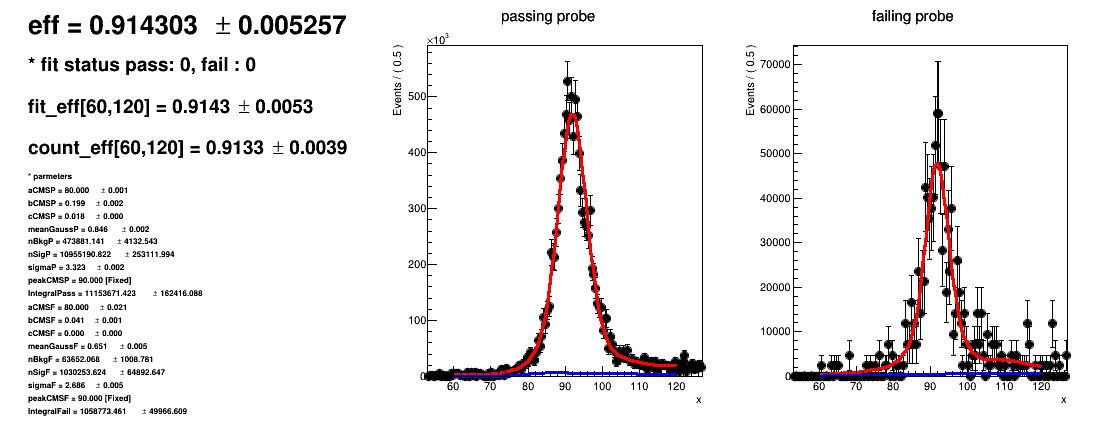 eff = 0.914303 ± 0.005257
* fit status pass: 0, fail : 0
fit_eff[60,120] = 0.9143 ± 0.0053
count_eff[60,120] = 0.9133 ± 0.0039
* parmeters
aCMSP = 80.000 ± 0.001
bCMSP = 0.199 ± 0.002
cCMSP = 0.018 ± 0.000
meanGaussP = 0.846 ± 0.002
nBkgP = 473881.141 ± 4132.543
nSigP = 10955190.822 ± 253111.994
sigmaP = 3.323 ± 0.002
peakCMSP = 90.000 [Fixed]
IntegralPass = 11153671.423 ± 162416.088
aCMSF = 80.000 ± 0.021
bCMSF = 0.041 ± 0.001
cCMSF = 0.000 ± 0.000
meanGaussF = 0.651 ± 0.005
nBkgF = 63652.068 ± 1008.781
nSigF = 1030253.624 ± 64892.647
sigmaF = 2.686 ± 0.005
peakCMSF = 90.000 [Fixed]
IntegralFail = 1058773.461 ± 49966.609
passing probe
×10³
Events / ( 0.5 )
500
400
300
200
100
0
60 70 80 90 100 110 120
x
failing probe
Events / ( 0.5 )
70000
60000
50000
40000
30000
20000
10000
0
60 70 80 90 100 110 120
x